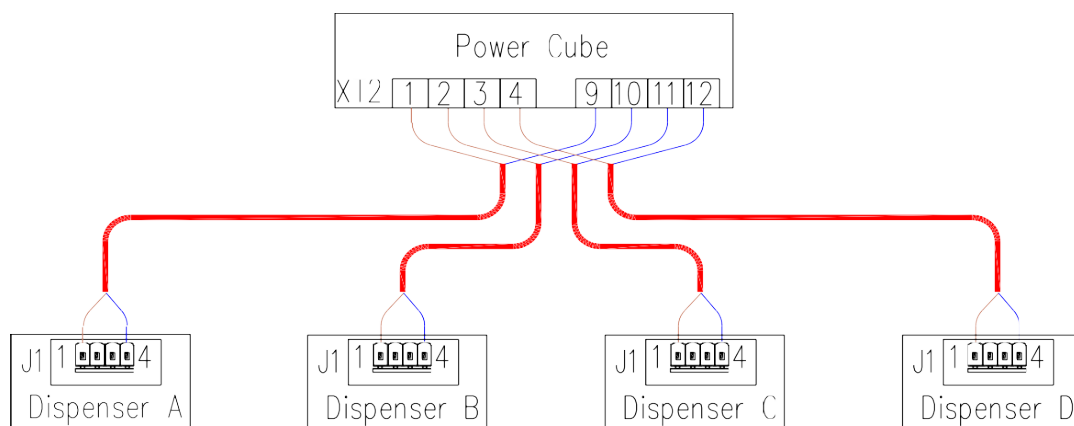 Power Cube
X12 1 2 3 4 9 10 11 12
J1 1 4 J1 1 4 J1 1 4 J1 1 4
Dispenser A Dispenser B Dispenser C Dispenser D